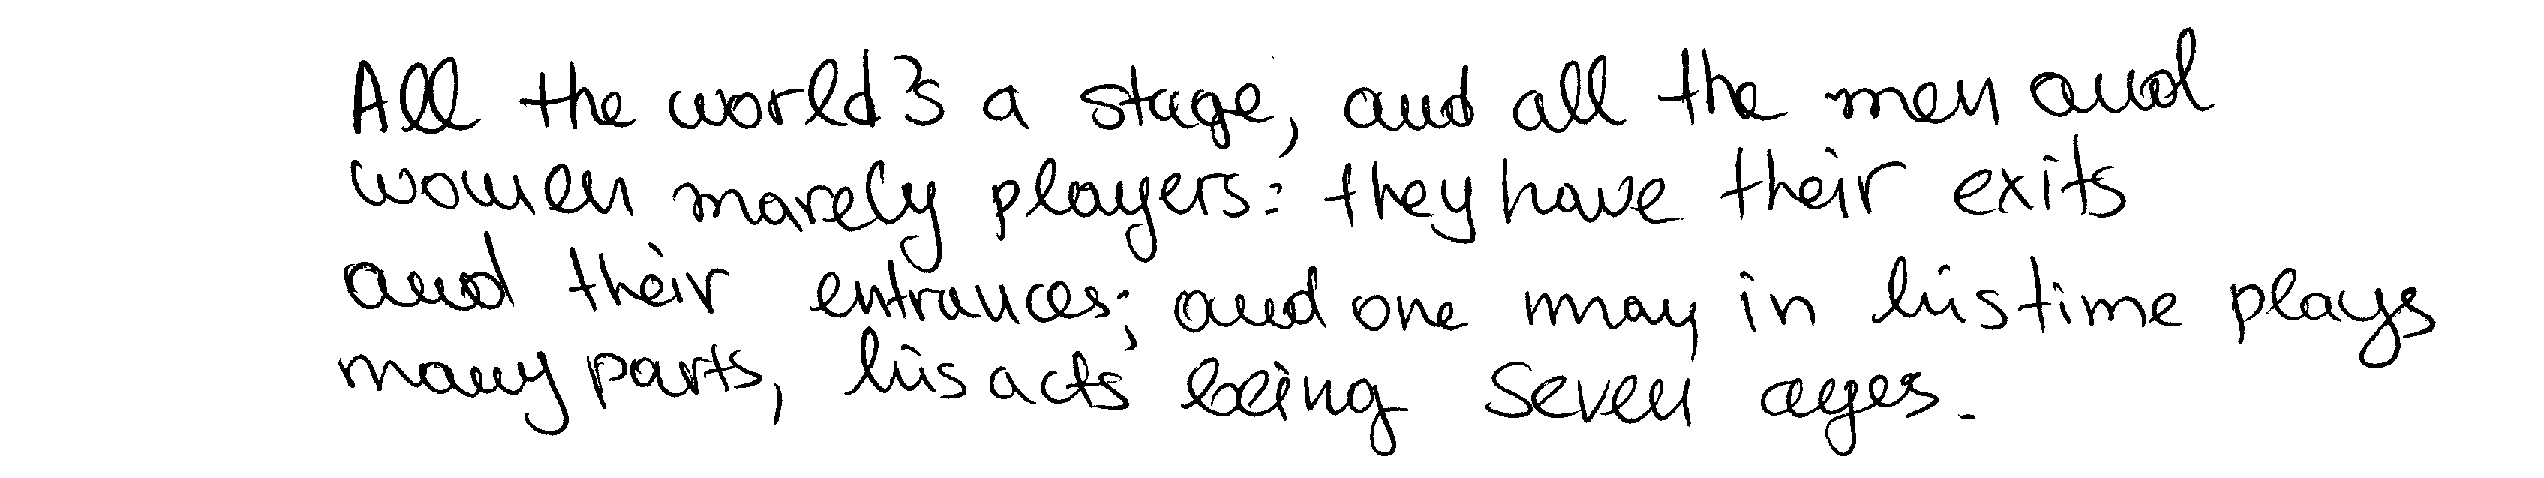 All the world's a stage, and all the men and
women marely players: they have their exits
and their entrances; and one may in his time plays
many parts, his acts being seven ages.